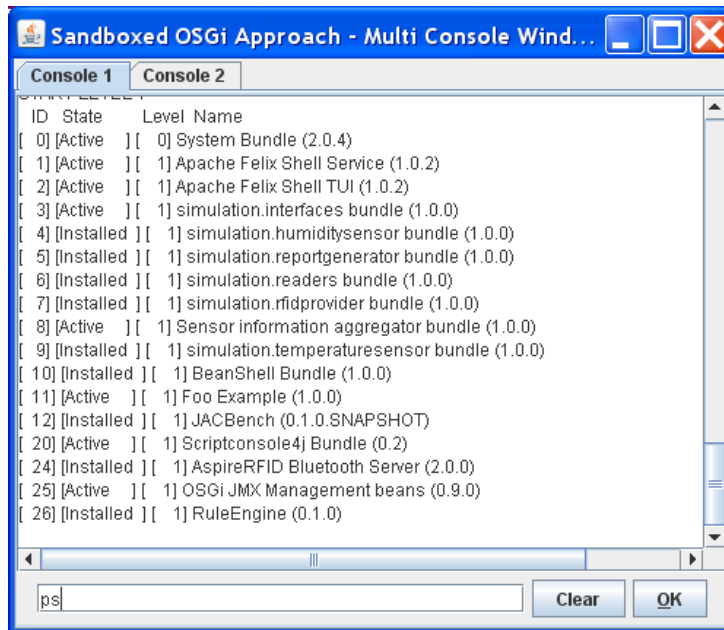 Sandboxed OSGi Approach - Multi Console Wind...
Console 1 Console 2
START LEVEL 1
ID State Level Name
[ 0] [Active ] [ 0] System Bundle (2.0.4)
[ 1] [Active ] [ 1] Apache Felix Shell Service (1.0.2)
[ 2] [Active ] [ 1] Apache Felix Shell TUI (1.0.2)
[ 3] [Active ] [ 1] simulation.interfaces bundle (1.0.0)
[ 4] [Installed ] [ 1] simulation.humiditysensor bundle (1.0.0)
[ 5] [Installed ] [ 1] simulation.reportgenerator bundle (1.0.0)
[ 6] [Installed ] [ 1] simulation.readers bundle (1.0.0)
[ 7] [Installed ] [ 1] simulation.rfidprovider bundle (1.0.0)
[ 8] [Active ] [ 1] Sensor information aggregator bundle (1.0.0)
[ 9] [Installed ] [ 1] simulation.temperaturesensor bundle (1.0.0)
[ 10] [Installed ] [ 1] BeanShell Bundle (1.0.0)
[ 11] [Active ] [ 1] Foo Example (1.0.0)
[ 12] [Installed ] [ 1] JACBench (0.1.0.SNAPSHOT)
[ 20] [Active ] [ 1] Scriptconsole4j Bundle (0.2)
[ 24] [Installed ] [ 1] AspireRFID Bluetooth Server (2.0.0)
[ 25] [Active ] [ 1] OSGi JMX Management beans (0.9.0)
[ 26] [Installed ] [ 1] RuleEngine (0.1.0)
ps Clear OK